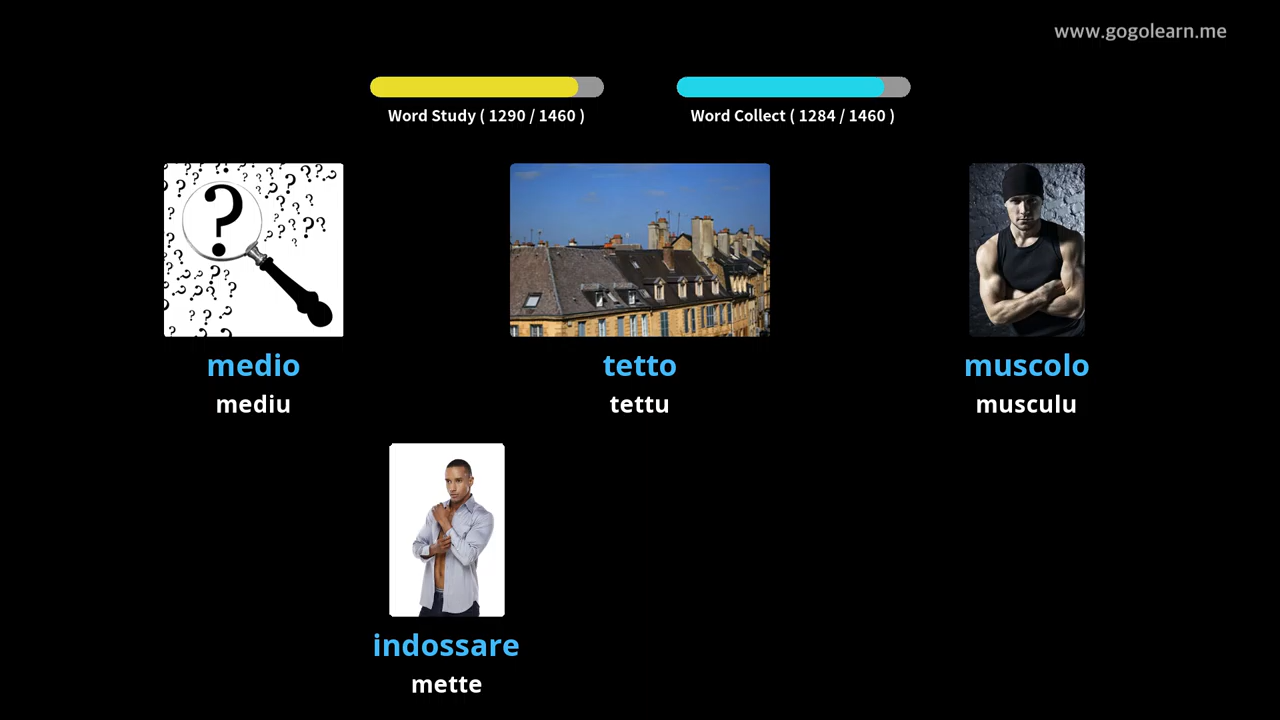 www.gogolearn.me
Word Study ( 1290 / 1460 )
Word Collect ( 1284 / 1460 )
medio
mediu
tetto
tettu
muscolo
musculu
indossare
mette